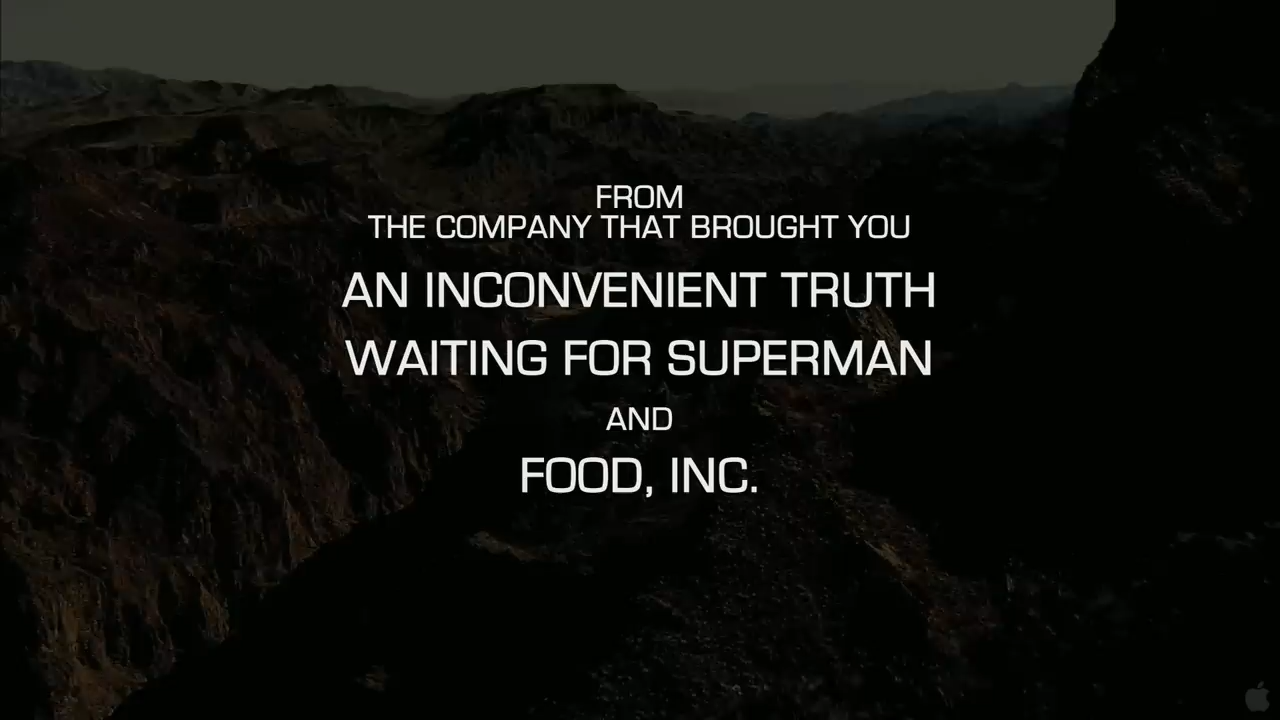 FROM
THE COMPANY THAT BROUGHT YOU
AN INCONVENIENT TRUTH
WAITING FOR SUPERMAN
AND
FOOD, INC.